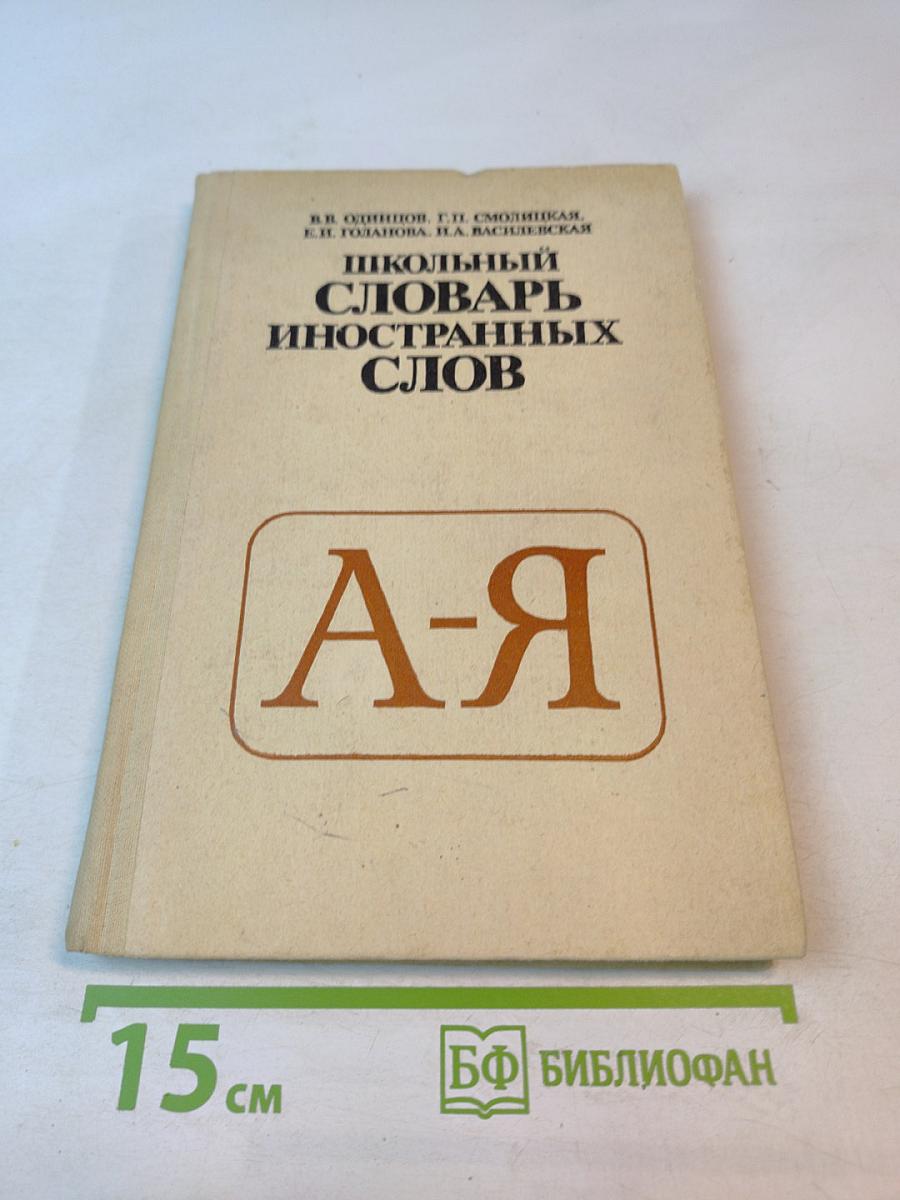 В.В. ОДИНЦОВ, Г.П. СМОЛИЦКАЯ,
Е.И. ГОЛАНОВА, И.А. ВАСИЛЕВСКАЯ
ШКОЛЬНЫЙ
СЛОВАРЬ
ИНОСТРАННЫХ
СЛОВ
А-Я
15 см
БФ БИБЛИОФАН